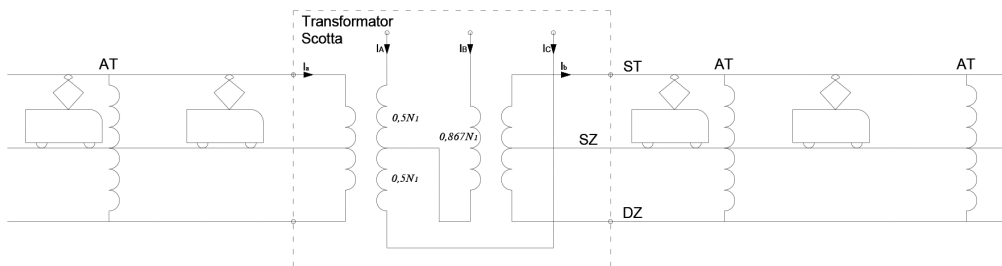 Transformator
Scotta
AT
Ia
IA
IB
IC
Ib
ST
AT
AT
0,5N1
0,867N1
SZ
0,5N1
DZ